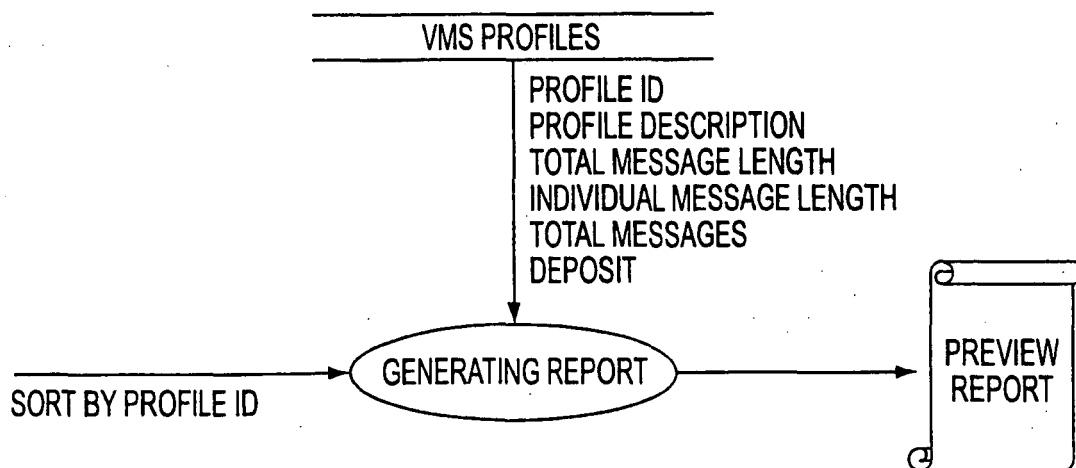 VMS PROFILES
PROFILE ID
PROFILE DESCRIPTION
TOTAL MESSAGE LENGTH
INDIVIDUAL MESSAGE LENGTH
TOTAL MESSAGES
DEPOSIT
SORT BY PROFILE ID
GENERATING REPORT
PREVIEW
REPORT